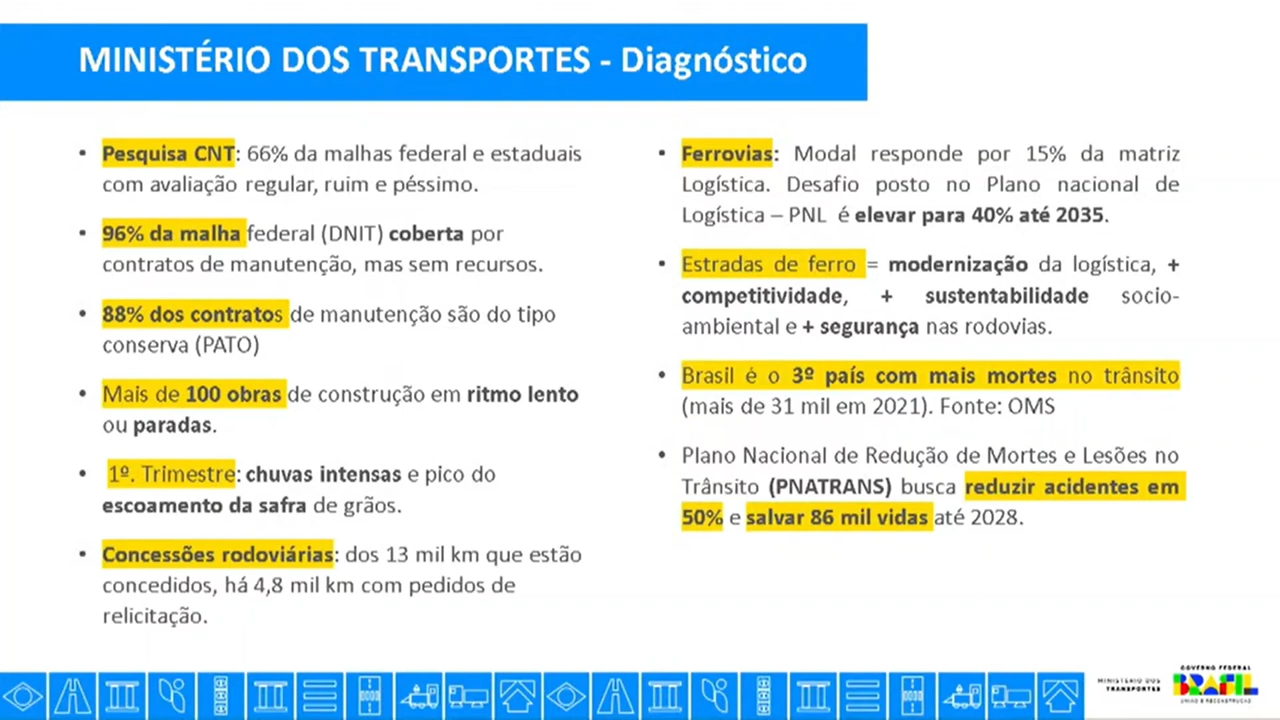 MINISTÉRIO DOS TRANSPORTES - Diagnóstico
• Pesquisa CNT: 66% da malhas federal e estaduais
com avaliação regular, ruim e péssimo.
• 96% da malha federal (DNIT) coberta por
contratos de manutenção, mas sem recursos.
• 88% dos contratos de manutenção são do tipo
conserva (PATO)
• Mais de 100 obras de construção em ritmo lento
ou paradas.
• 1º. Trimestre: chuvas intensas e pico do
escoamento da safra de grãos.
• Concessões rodoviárias: dos 13 mil km que estão
concedidos, há 4,8 mil km com pedidos de
relicitação.
• Ferrovias: Modal responde por 15% da matriz
Logística. Desafio posto no Plano nacional de
Logística – PNL é elevar para 40% até 2035.
• Estradas de ferro = modernização da logística, +
competitividade, + sustentabilidade socio-
ambiental e + segurança nas rodovias.
• Brasil é o 3º país com mais mortes no trânsito
(mais de 31 mil em 2021). Fonte: OMS
• Plano Nacional de Redução de Mortes e Lesões no
Trânsito (PNATRANS) busca reduzir acidentes em
50% e salvar 86 mil vidas até 2028.
MINISTÉRIO DOS
TRANSPORTES
GOVERNO FEDERAL
BRASIL
UNIÃO E RECONSTRUÇÃO